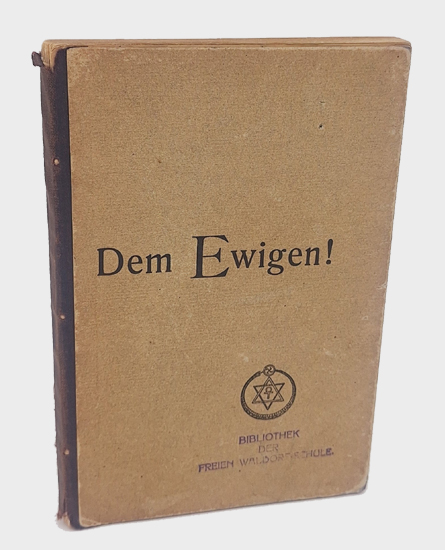 Dem Ewigen!
BIBLIOTHEK
DER
FREIEN WALDORFSCHULE.